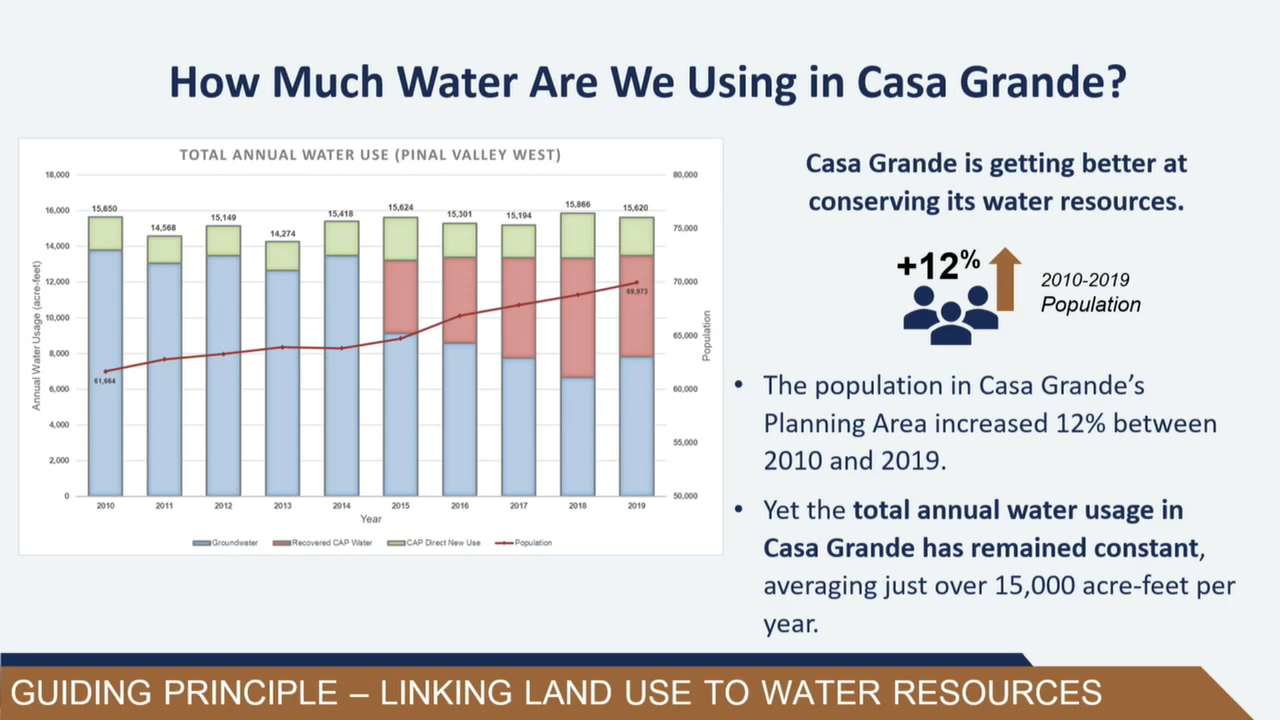 How Much Water Are We Using in Casa Grande?
TOTAL ANNUAL WATER USE (PINAL VALLEY WEST)
18,000
16,000
14,000
12,000
10,000
8,000
6,000
4,000
2,000
0
Annual Water Usage (acre-feet)
15,650
14,568
15,149
14,274
15,418
15,624
15,301
15,194
15,866
15,620
61,664
69,973
80,000
75,000
70,000
65,000
60,000
55,000
50,000
Population
2010 2011 2012 2013 2014 2015 2016 2017 2018 2019
Year
Groundwater Recovered CAP Water CAP Direct New Use Population
Casa Grande is getting better at
conserving its water resources.
+12%
2010-2019
Population
• The population in Casa Grande’s
Planning Area increased 12% between
2010 and 2019.
• Yet the total annual water usage in
Casa Grande has remained constant,
averaging just over 15,000 acre-feet per
year.
GUIDING PRINCIPLE – LINKING LAND USE TO WATER RESOURCES